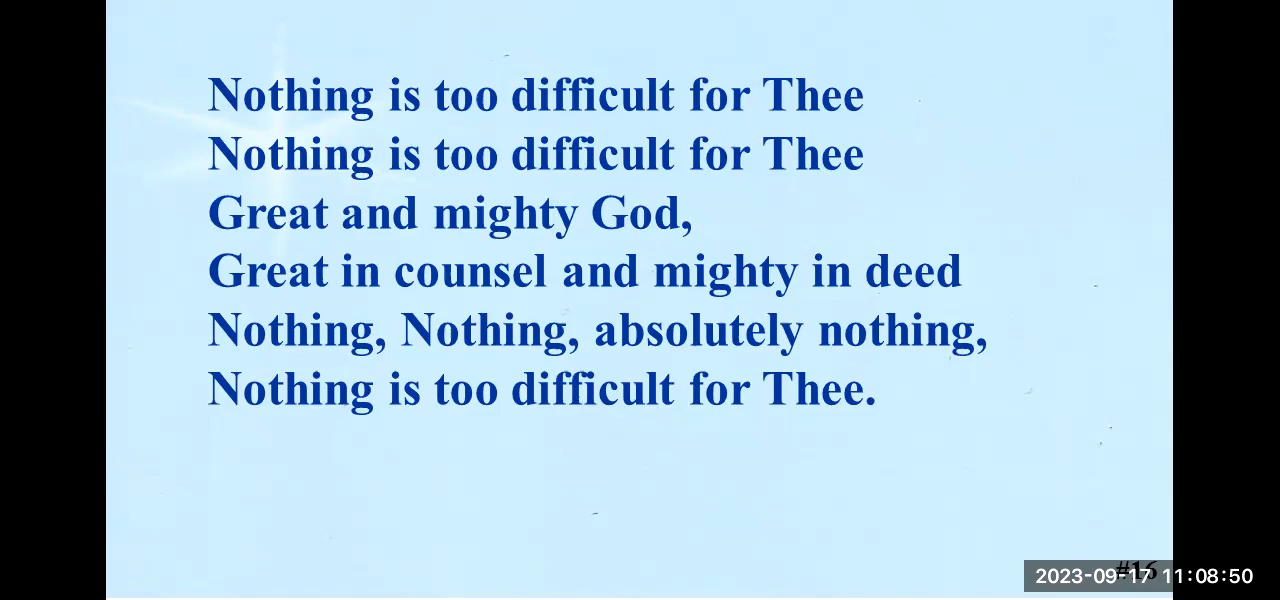 Nothing is too difficult for Thee
Nothing is too difficult for Thee
Great and mighty God,
Great in counsel and mighty in deed
Nothing, Nothing, absolutely nothing,
Nothing is too difficult for Thee.
#16
2023-09-17 11:08:50